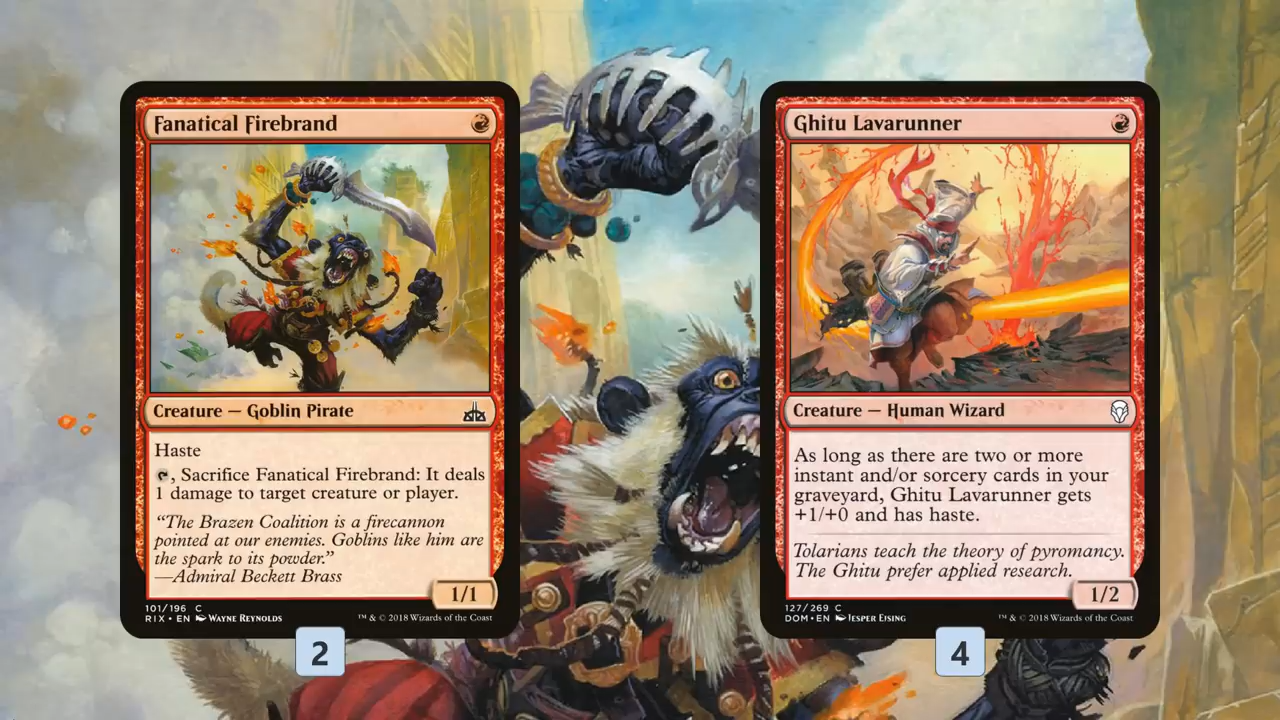 Fanatical Firebrand
Creature — Goblin Pirate
Haste
, Sacrifice Fanatical Firebrand: It deals
1 damage to target creature or player.
“The Brazen Coalition is a firecannon
pointed at our enemies. Goblins like him are
the spark to its powder.”
—Admiral Beckett Brass
1/1
101/196 C
RIX • EN Wayne Reynolds
™ & © 2018 Wizards of the Coast
2
Ghitu Lavarunner
Creature — Human Wizard
As long as there are two or more
instant and/or sorcery cards in your
graveyard, Ghitu Lavarunner gets
+1/+0 and has haste.
Tolarians teach the theory of pyromancy.
The Ghitu prefer applied research.
1/2
127/269 C
DOM • EN Jesper Ejsing
™ & © 2018 Wizards of the Coast
4